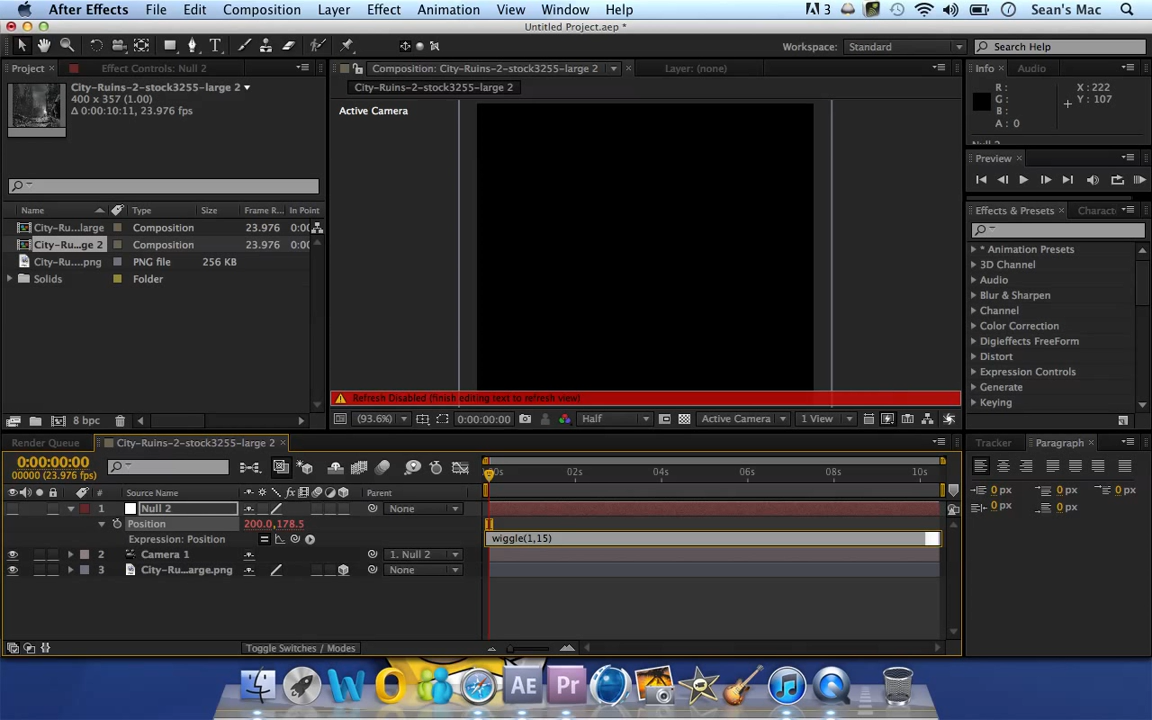 After Effects File Edit Composition Layer Effect Animation View Window Help 3 Sean's Mac
Untitled Project.aep *
Workspace: Standard Search Help
Project Effect Controls: Null 2 Composition: City-Ruins-2-stock3255-large 2 Layer: (none) Info Audio
City-Ruins-2-stock3255-large 2
400 x 357 (1.00)
Δ 0:00:10:11, 23.976 fps
City-Ruins-2-stock3255-large 2
Active Camera
R : X : 222
G : Y : 107
B :
A : 0
Preview
Name Type Size Frame R... In Point
City-Ru...large Composition 23.976 0:00
City-Ru...ge 2 Composition 23.976 0:00
City-Ru....png PNG file 256 KB
Solids Folder
Effects & Presets Charact
* Animation Presets
3D Channel
Audio
Blur & Sharpen
Channel
Color Correction
Digieffects FreeForm
Distort
Expression Controls
Generate
Keying
Refresh Disabled (finish editing text to refresh view)
8 bpc (93.6%) 0:00:00:00 Half Active Camera 1 View
Render Queue City-Ruins-2-stock3255-large 2 Tracker Paragraph
0:00:00:00
00000 (23.976 fps)
0s 02s 04s 06s 08s 10s
# Source Name Parent
1 Null 2 None
Position 200.0,178.5
Expression: Position wiggle(1,15)
2 Camera 1 1. Null 2
3 City-Ru...arge.png None
0 px 0 px 0 px
0 px 0 px
Toggle Switches / Modes
AE Pr